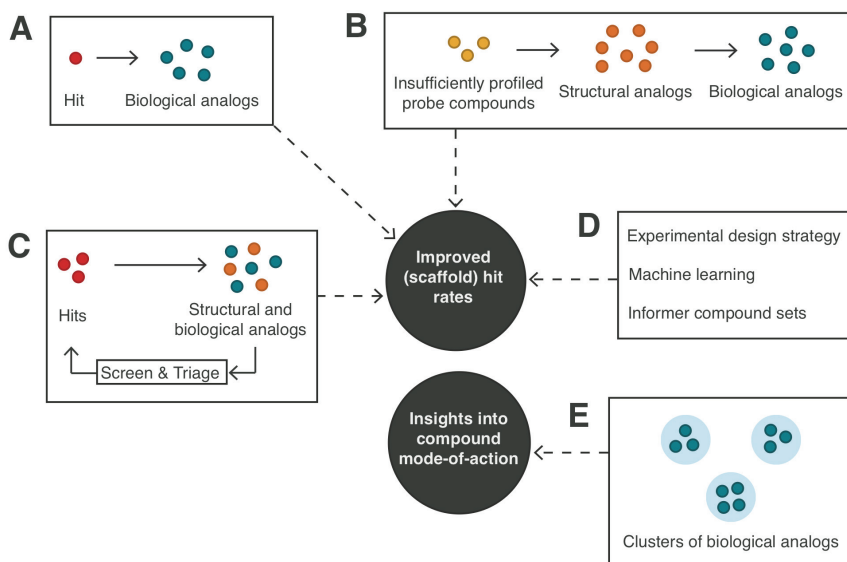 A
Hit
Biological analogs
B
Insufficiently profiled
probe compounds
Structural analogs
Biological analogs
C
Hits
Structural and
biological analogs
Screen & Triage
Improved
(scaffold) hit
rates
D
Experimental design strategy
Machine learning
Informer compound sets
Insights into
compound
mode-of-action
E
Clusters of biological analogs